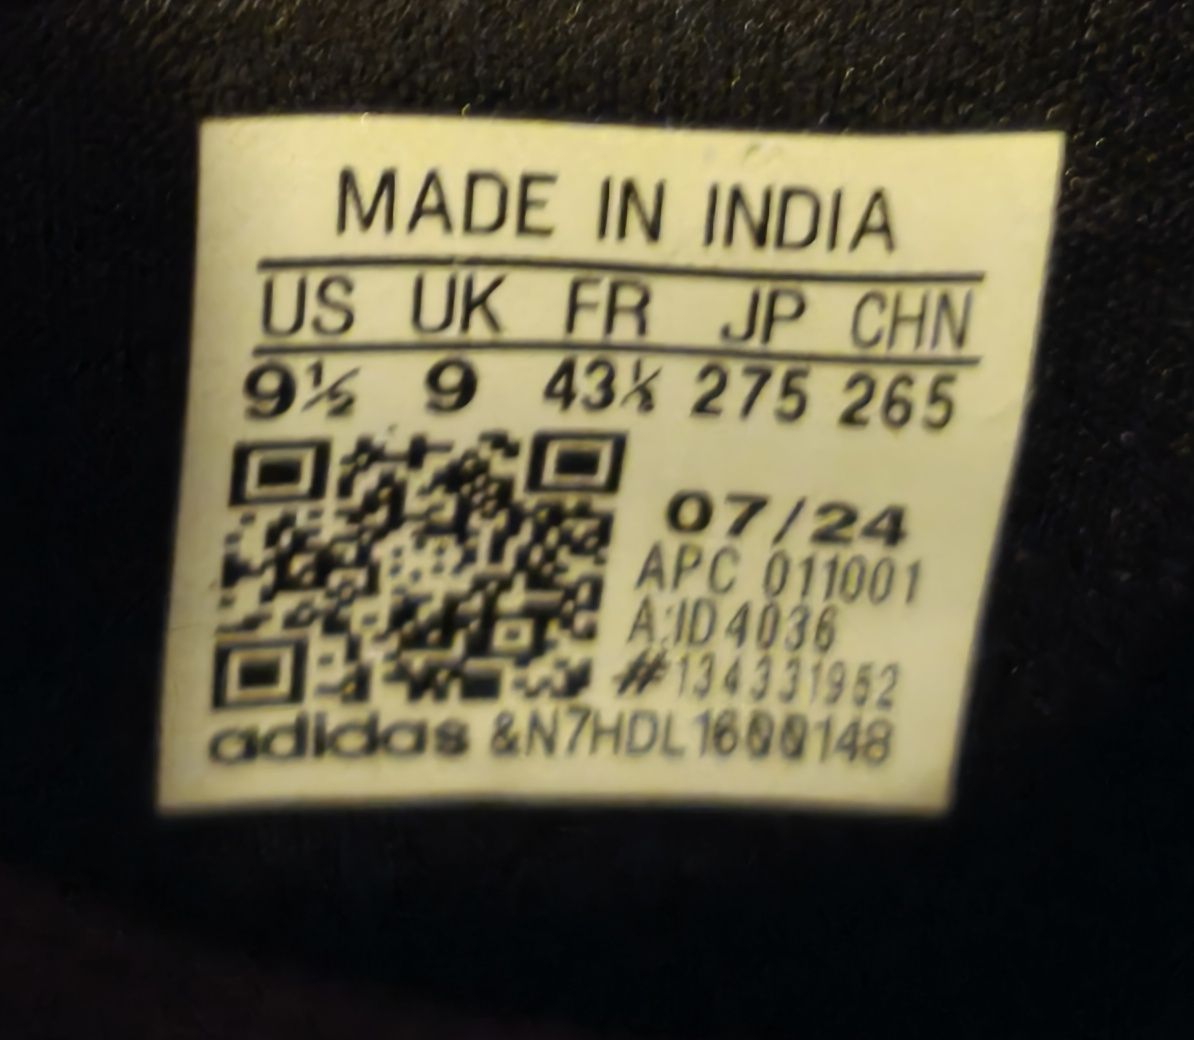 MADE IN INDIA
US UK FR JP CHN
9½ 9 43⅓ 275 265
07/24
APC 011001
A:ID4036
#134331952
adidas &N7HDL1600148